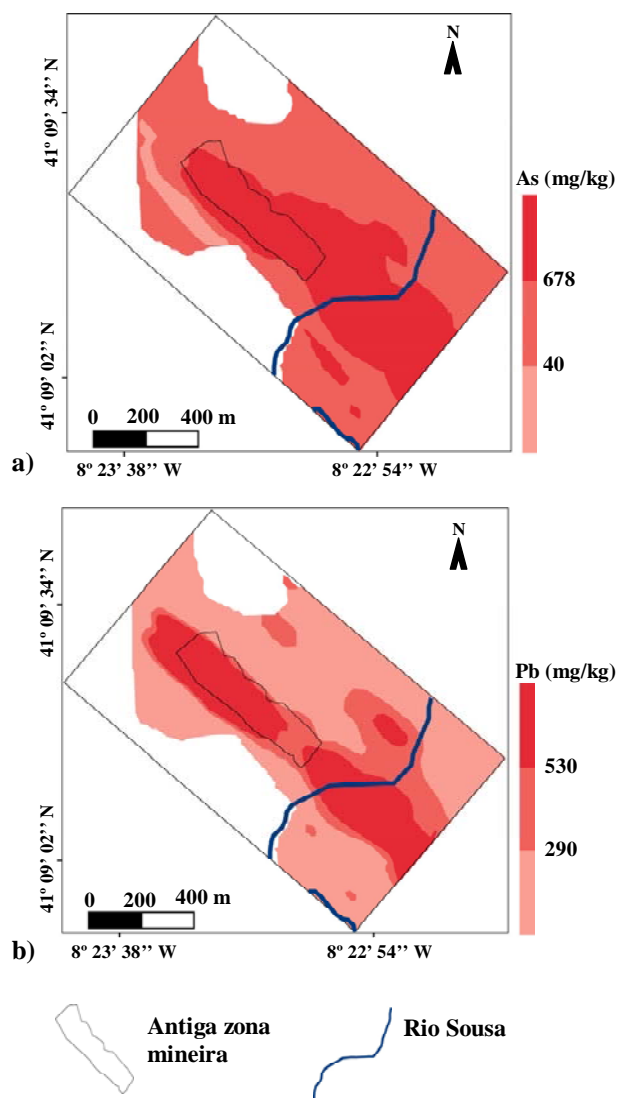 N
41° 09’ 34’’ N
As (mg/kg)
678
40
41° 09’ 02’’ N
0 200 400 m
a)
8° 23’ 38’’ W
8° 22’ 54’’ W
N
41° 09’ 34’’ N
Pb (mg/kg)
530
290
41° 09’ 02’’ N
0 200 400 m
b)
8° 23’ 38’’ W
8° 22’ 54’’ W
Antiga zona
mineira
Rio Sousa